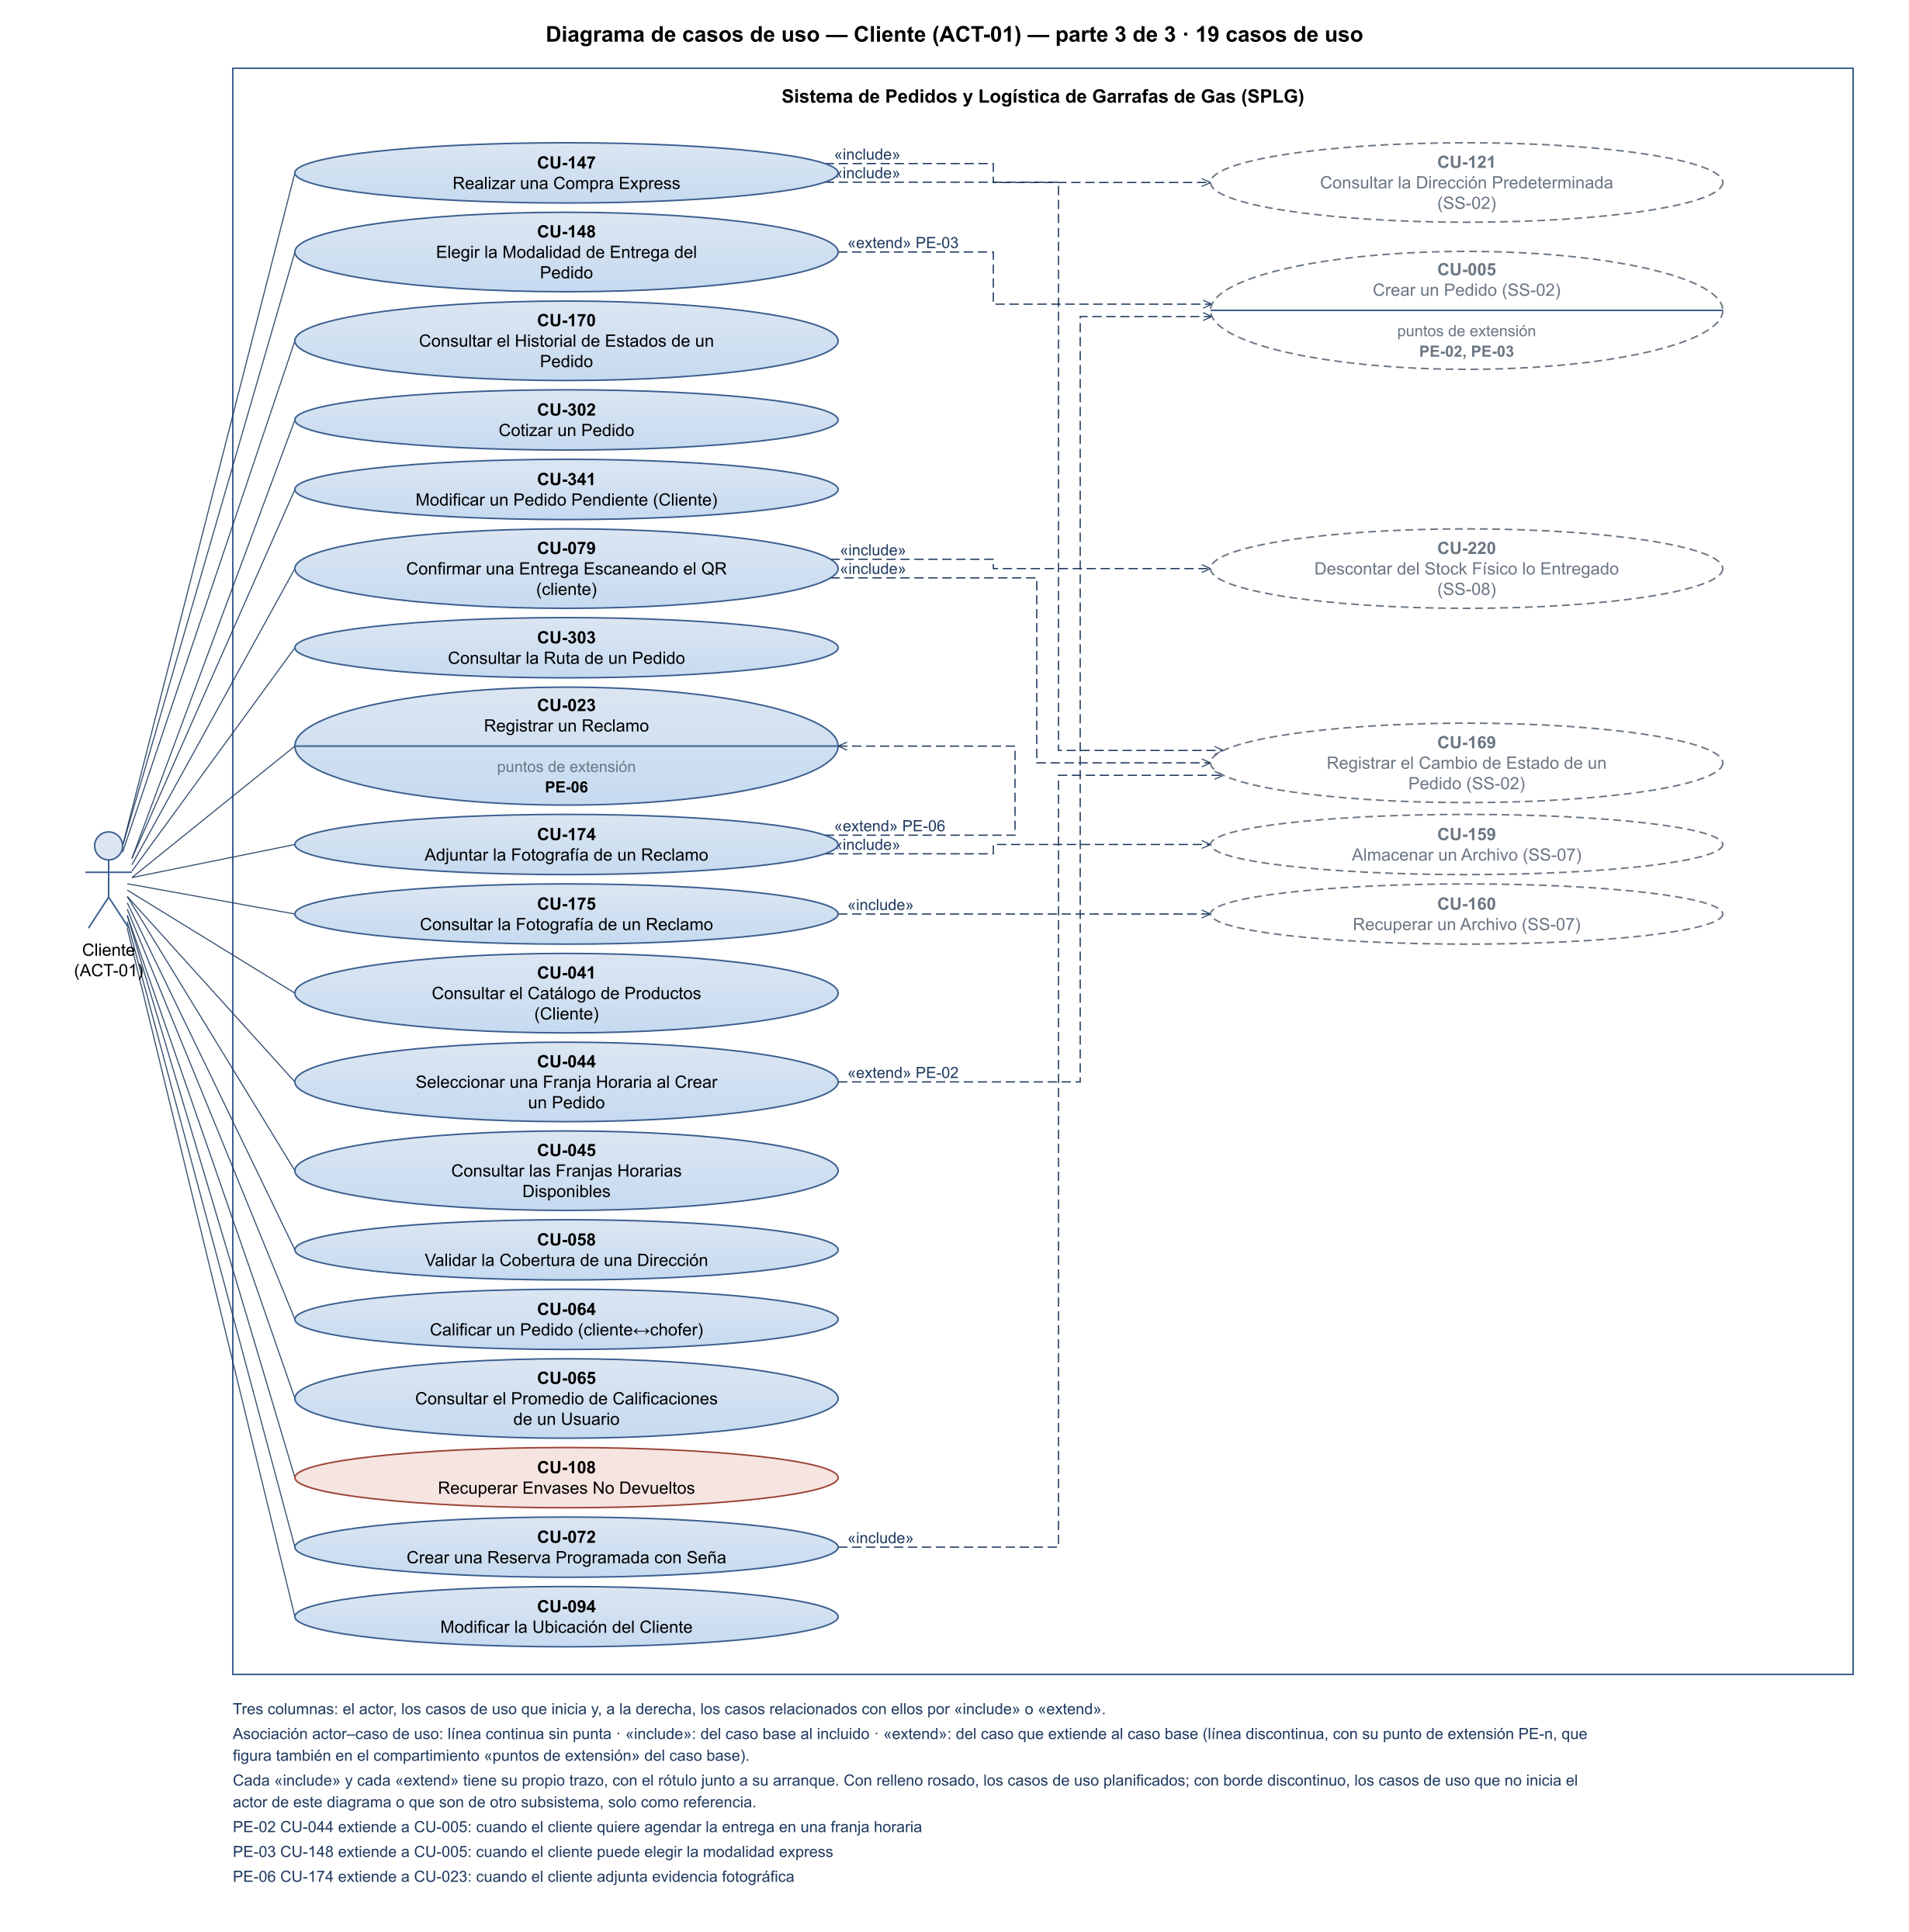 Diagrama de casos de uso — Cliente (ACT-01) — parte 3 de 3 · 19 casos de uso
Sistema de Pedidos y Logística de Garrafas de Gas (SPLG)
CU-147
Realizar una Compra Express
«include»
«include»
CU-121
Consultar la Dirección Predeterminada
(SS-02)
CU-148
Elegir la Modalidad de Entrega del
Pedido
«extend» PE-03
CU-005
Crear un Pedido (SS-02)
puntos de extensión
PE-02, PE-03
CU-170
Consultar el Historial de Estados de un
Pedido
CU-302
Cotizar un Pedido
CU-341
Modificar un Pedido Pendiente (Cliente)
CU-079
Confirmar una Entrega Escaneando el QR
(cliente)
«include»
«include»
CU-220
Descontar del Stock Físico lo Entregado
(SS-08)
CU-303
Consultar la Ruta de un Pedido
CU-023
Registrar un Reclamo
puntos de extensión
PE-06
CU-169
Registrar el Cambio de Estado de un
Pedido (SS-02)
CU-174
Adjuntar la Fotografía de un Reclamo
«extend» PE-06
«include»
CU-159
Almacenar un Archivo (SS-07)
CU-175
Consultar la Fotografía de un Reclamo
«include»
CU-160
Recuperar un Archivo (SS-07)
Cliente
(ACT-01)
CU-041
Consultar el Catálogo de Productos
(Cliente)
CU-044
Seleccionar una Franja Horaria al Crear
un Pedido
«extend» PE-02
CU-045
Consultar las Franjas Horarias
Disponibles
CU-058
Validar la Cobertura de una Dirección
CU-064
Calificar un Pedido (cliente↔chofer)
CU-065
Consultar el Promedio de Calificaciones
de un Usuario
CU-108
Recuperar Envases No Devueltos
CU-072
Crear una Reserva Programada con Seña
«include»
CU-094
Modificar la Ubicación del Cliente
Tres columnas: el actor, los casos de uso que inicia y, a la derecha, los casos relacionados con ellos por «include» o «extend».
Asociación actor–caso de uso: línea continua sin punta · «include»: del caso base al incluido · «extend»: del caso que extiende al caso base (línea discontinua, con su punto de extensión PE-n, que
figura también en el compartimiento «puntos de extensión» del caso base).
Cada «include» y cada «extend» tiene su propio trazo, con el rótulo junto a su arranque. Con relleno rosado, los casos de uso planificados; con borde discontinuo, los casos de uso que no inicia el
actor de este diagrama o que son de otro subsistema, solo como referencia.
PE-02 CU-044 extiende a CU-005: cuando el cliente quiere agendar la entrega en una franja horaria
PE-03 CU-148 extiende a CU-005: cuando el cliente puede elegir la modalidad express
PE-06 CU-174 extiende a CU-023: cuando el cliente adjunta evidencia fotográfica